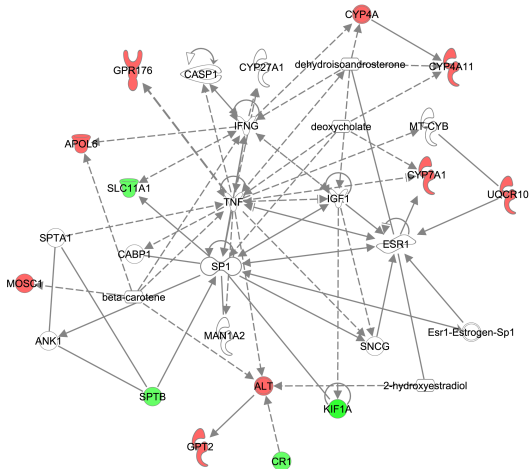 CYP4A
GPR176
CASP1
CYP27A1
dehydroisoandrosterone
CYP4A11
IFNG
deoxycholate
MT-CYB
APOL6
SLC11A1
CYP7A1
UQCR10
TNF
IGF1
SPTA1
CABP1
SP1
ESR1
MOSC1
beta-carotene
MAN1A2
Esr1-Estrogen-Sp1
ANK1
SNCG
SPTB
ALT
2-hydroxyestradiol
KIF1A
GPT2
CR1